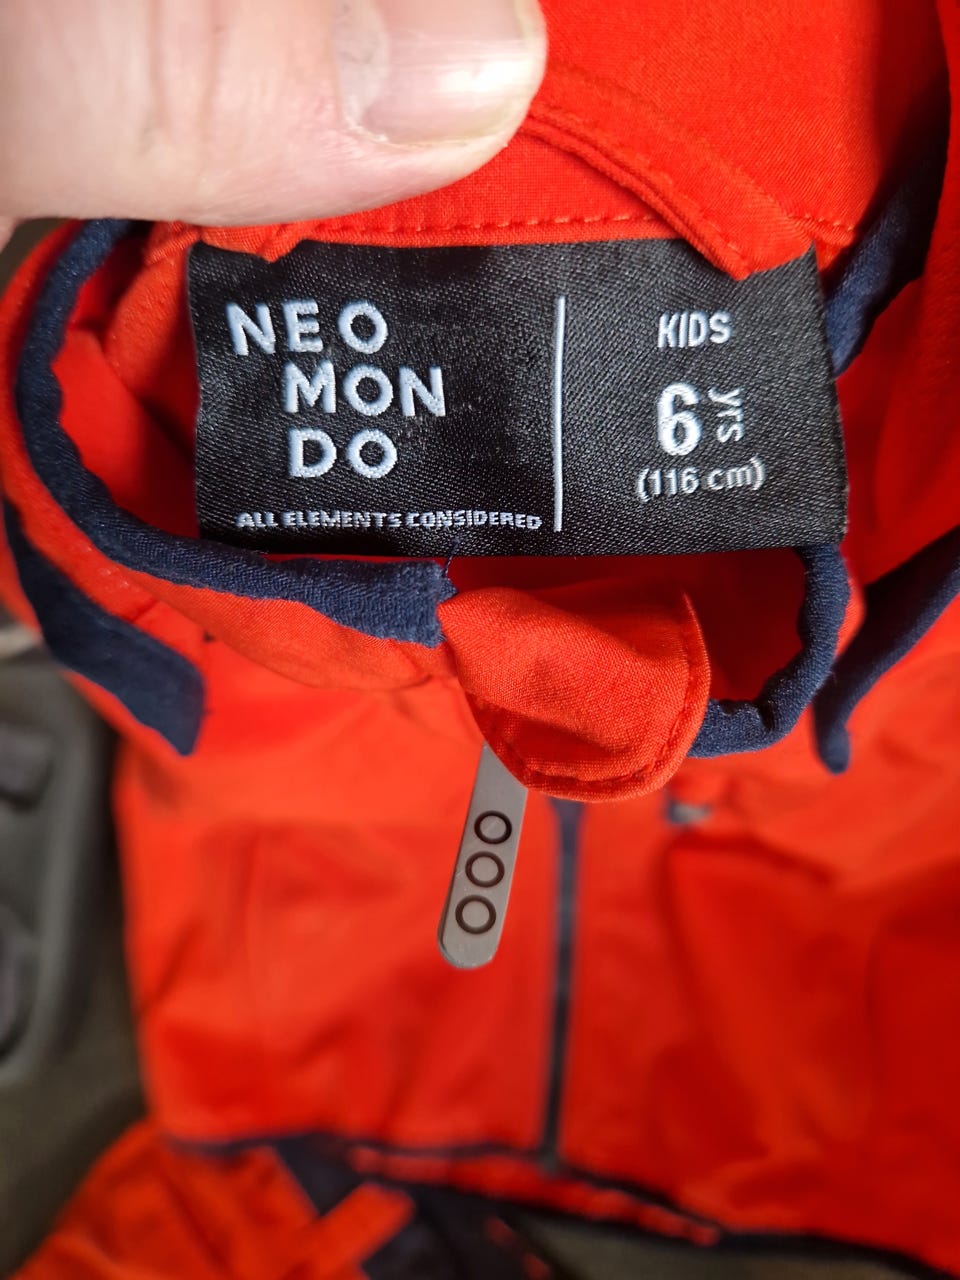 NEO
MON
DO
ALL ELEMENTS CONSIDERED
KIDS
6 yrs
(116 cm)